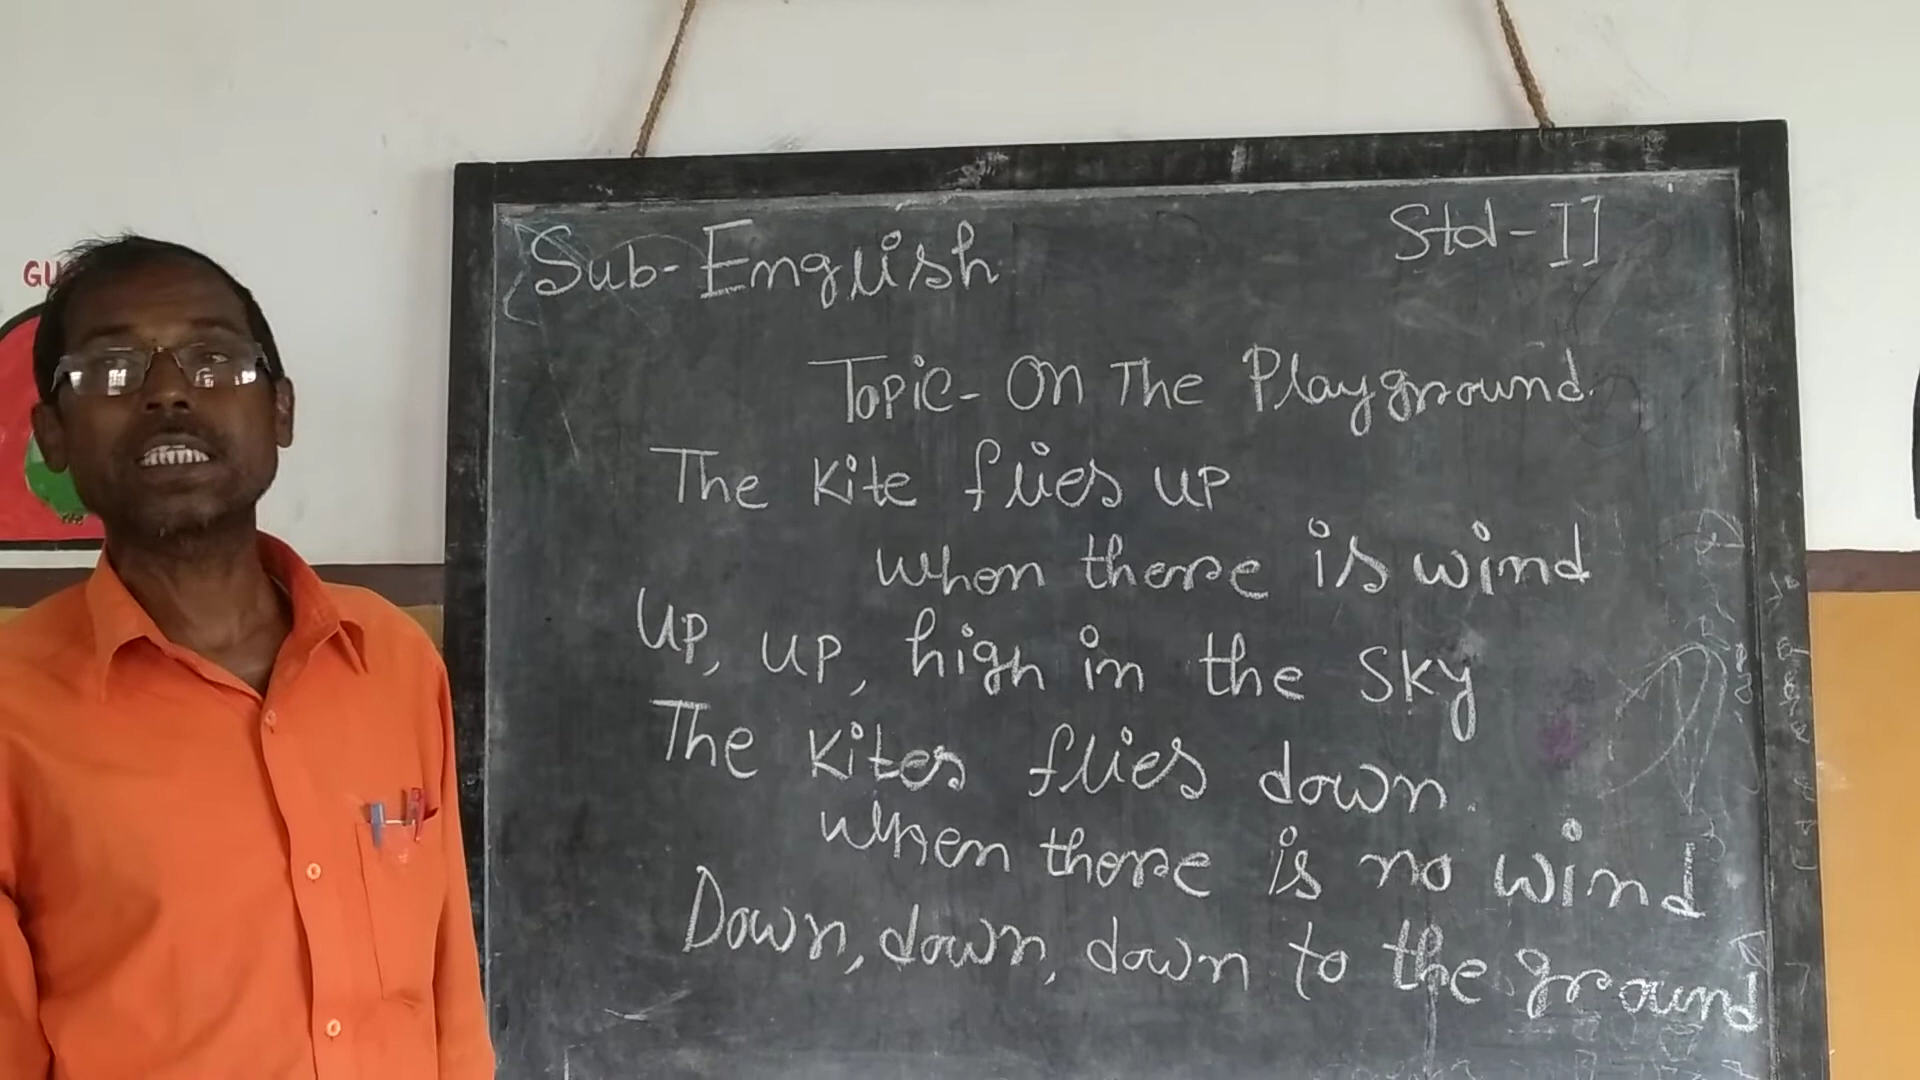 GU
Sub- English
Std - II
Topic - On The Playground.
The Kite flies up
when there is wind
Up, up, high in the sky
The Kites flies down.
when there is no wind
Down, down, down to the ground